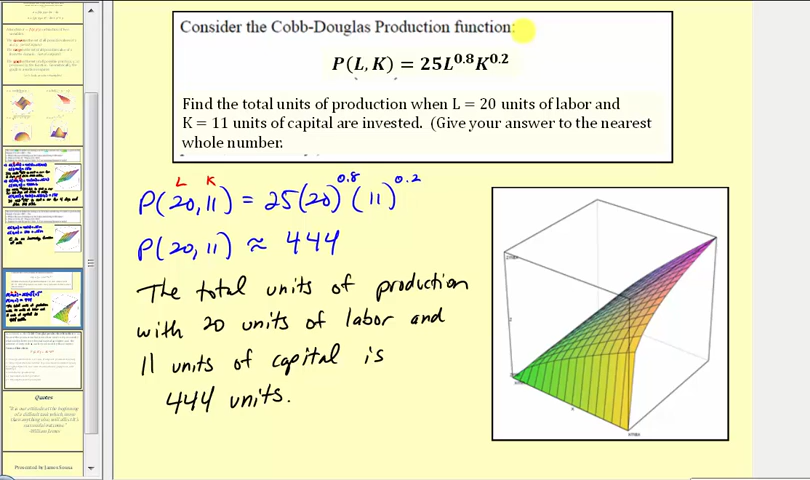 Consider the Cobb-Douglas Production function:
P(L, K) = 25L^0.8K^0.2
Find the total units of production when L = 20 units of labor and
K = 11 units of capital are invested. (Give your answer to the nearest
whole number.
L K
P(20, 11) = 25(20)^0.8 (11)^0.2
P(20, 11) ≈ 444
The total units of production
with 20 units of labor and
11 units of capital is
444 units.
Quotes
Presented by James Sousa